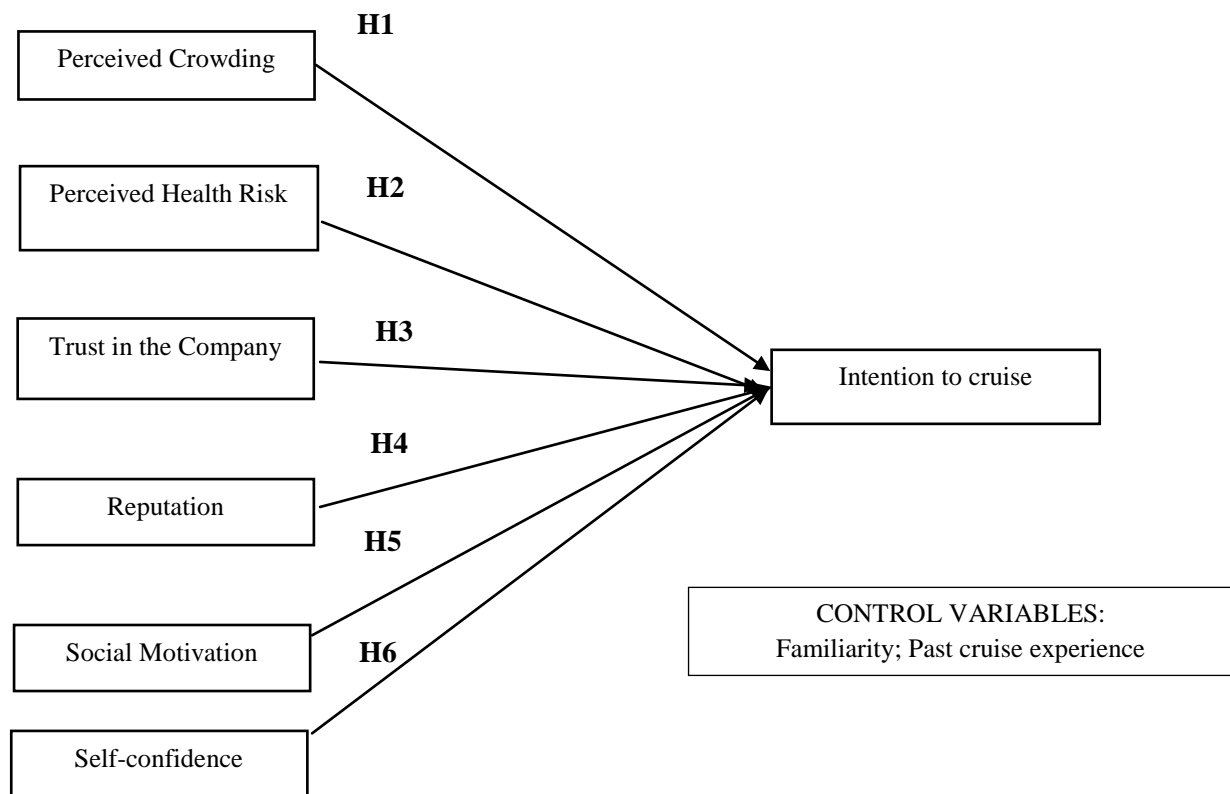 H1
Perceived Crowding
H2
Perceived Health Risk
H3
Trust in the Company
Intention to cruise
H4
Reputation
H5
CONTROL VARIABLES:
Familiarity; Past cruise experience
Social Motivation
H6
Self-confidence